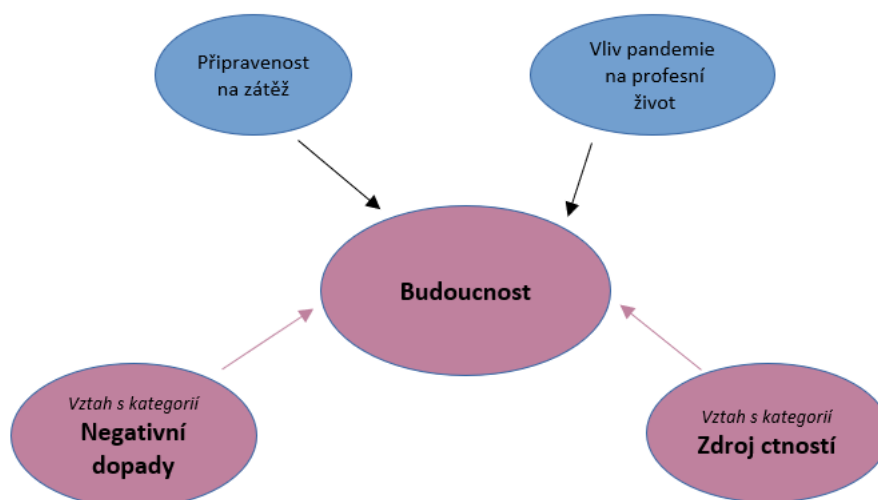 Připravenost
na zátěž
Vliv pandemie
na profesní
život
Budoucnost
Vztah s kategorií
Negativní
dopady
Vztah s kategorií
Zdroj ctností